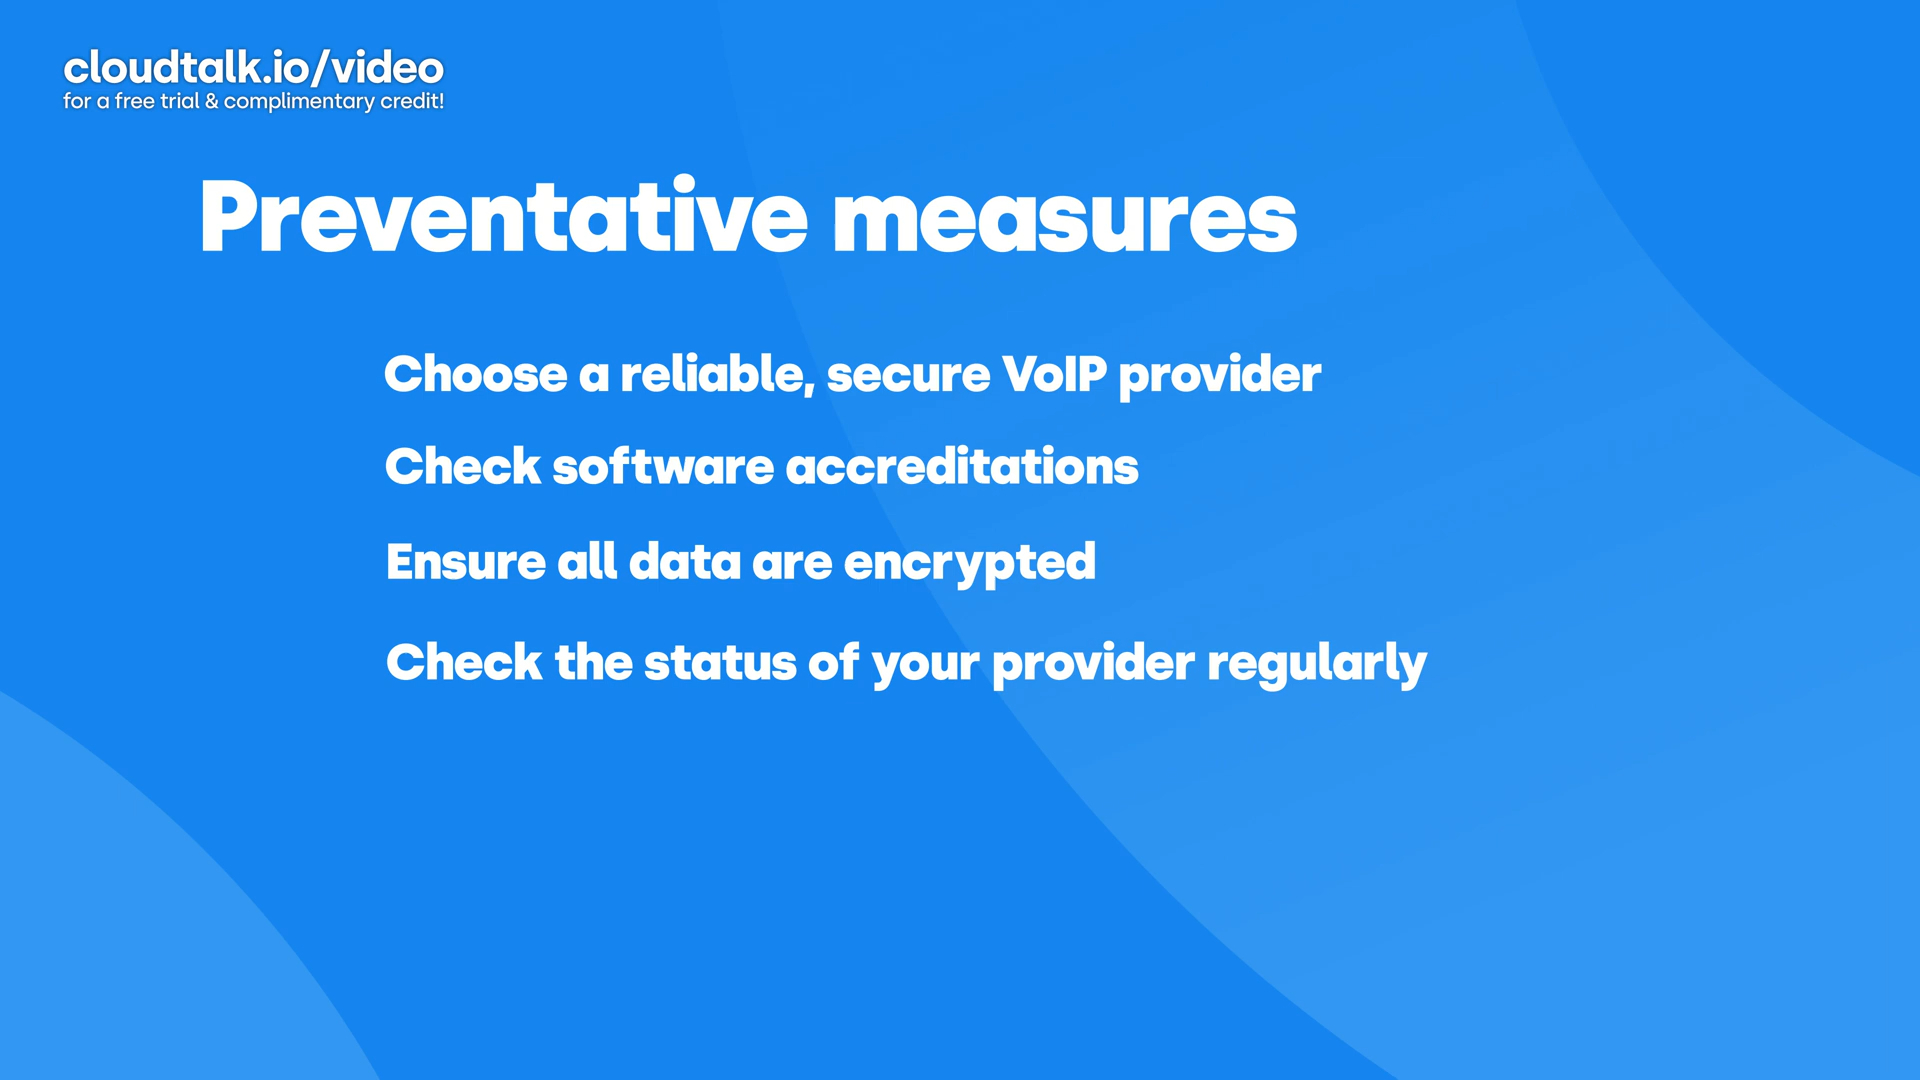 cloudtalk.io/video
for a free trial & complimentary credit!
Preventative measures
Choose a reliable, secure VoIP provider
Check software accreditations
Ensure all data are encrypted
Check the status of your provider regularly